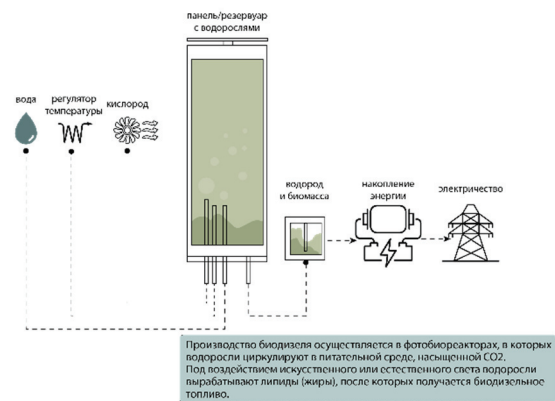 панель/резервуар
с водорослями
вода
регулятор
температуры
кислород
водород
и биомасса
накопление
энергии
электричество
Производство биодизеля осуществляется в фотобиореакторах, в которых
водоросли циркулируют в питательной среде, насыщенной СО2.
Под воздействием искусственного или естественного света водоросли
вырабатывают липиды (жиры), после которых получается биодизельное
топливо.